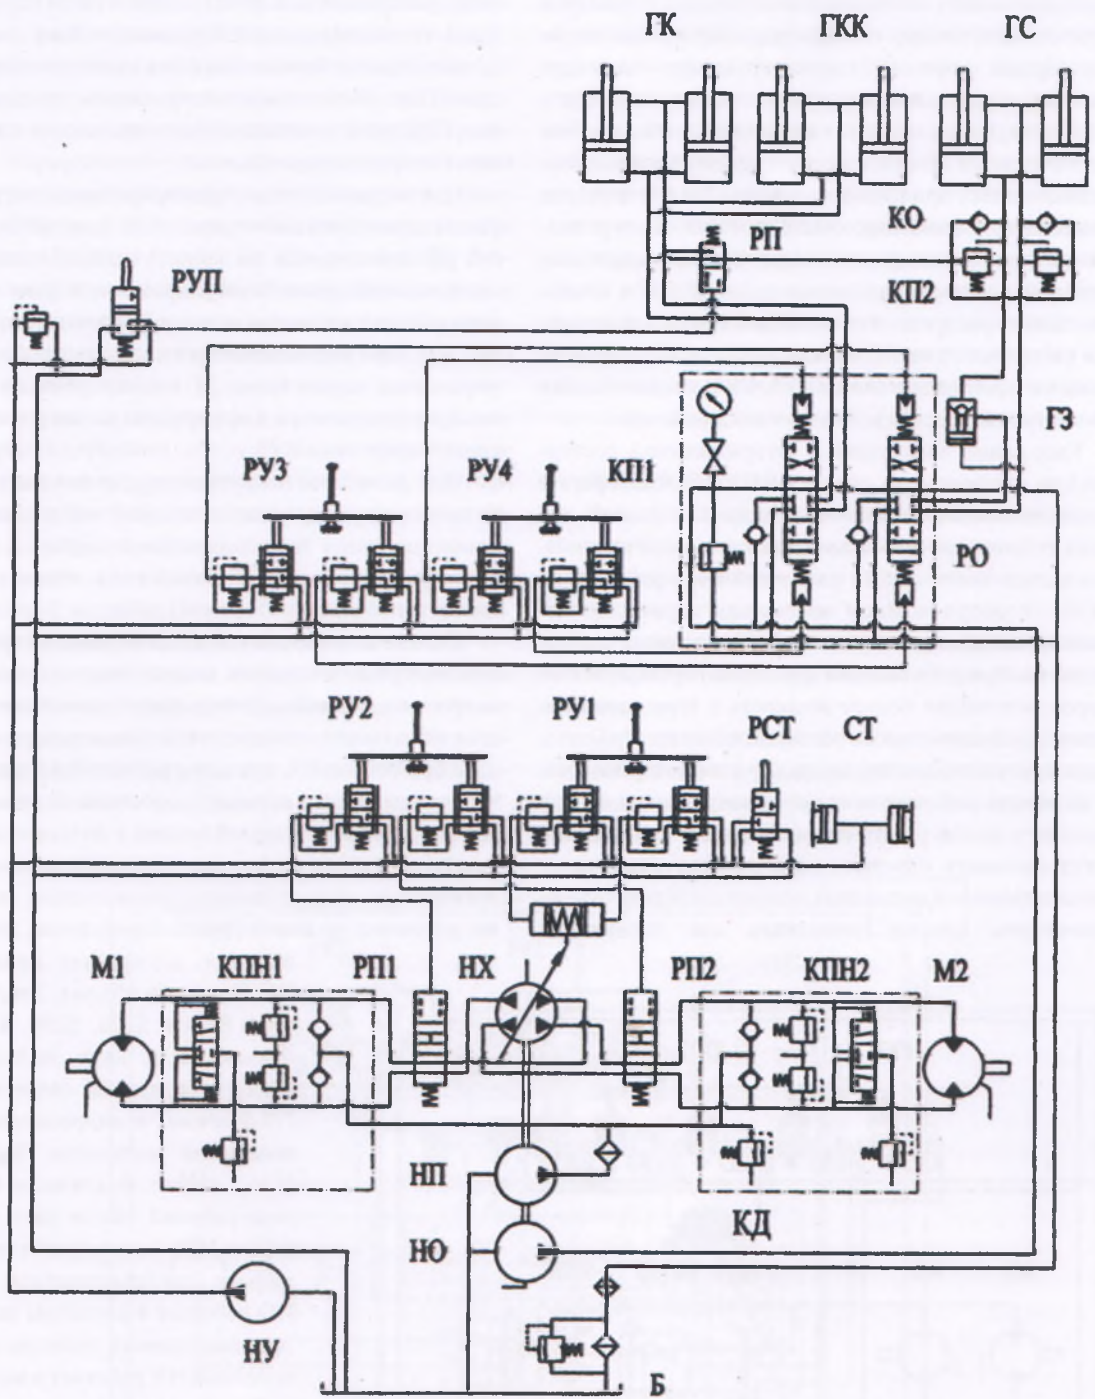 ГК ГКК ГС
КО
РП
КП2
РУП
ГЗ
РУ3 РУ4 КП1
РО
РУ2 РУ1 РСТ СТ
М1 КПН1 РП1 НХ РП2 КПН2 М2
НП
КД
НО
НУ
Б